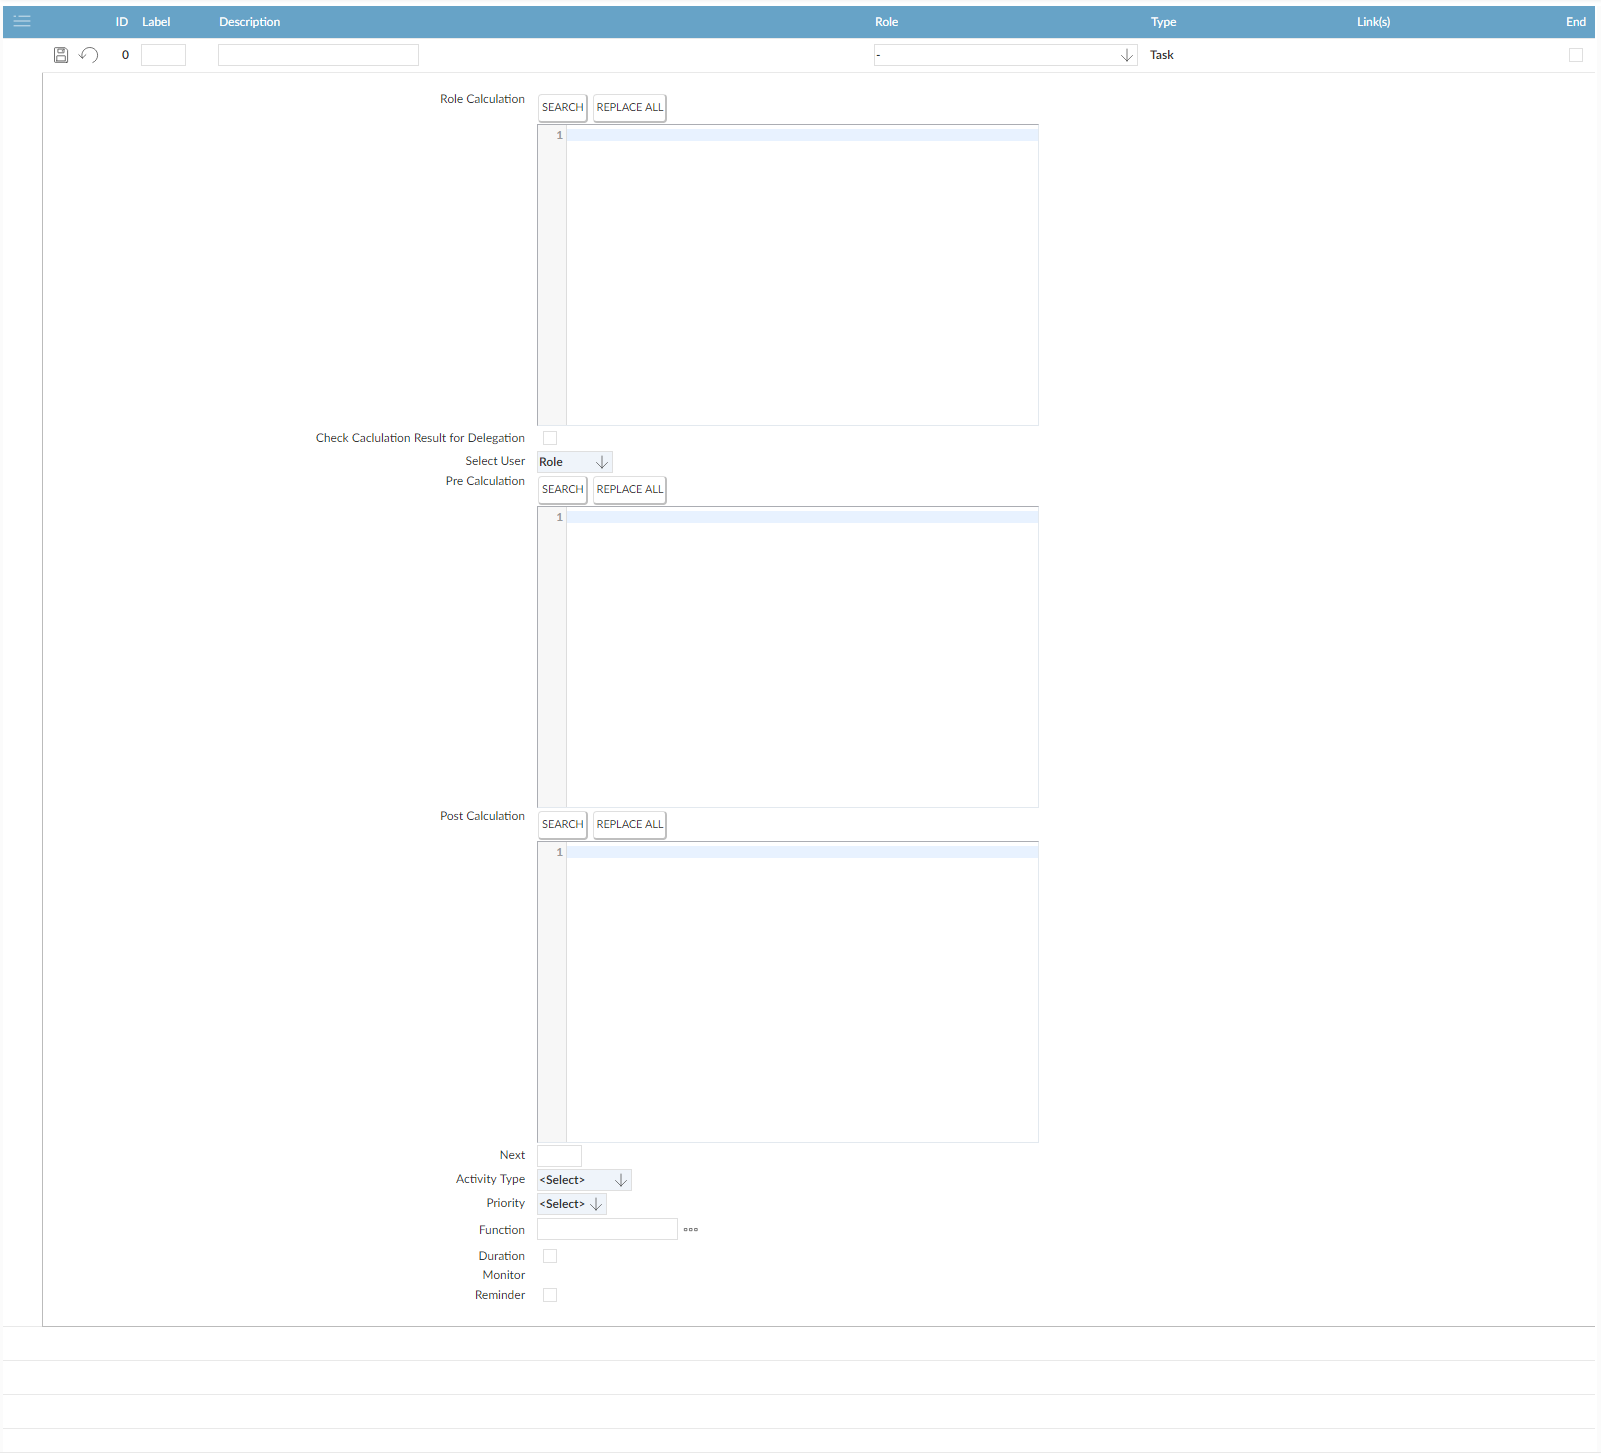 ID Label Description Role Type Link(s) End
0 - Task
Role Calculation SEARCH REPLACE ALL
1
Check Caclulation Result for Delegation
Select User Role
Pre Calculation SEARCH REPLACE ALL
1
Post Calculation SEARCH REPLACE ALL
1
Next
Activity Type <Select>
Priority <Select>
Function
Duration
Monitor
Reminder